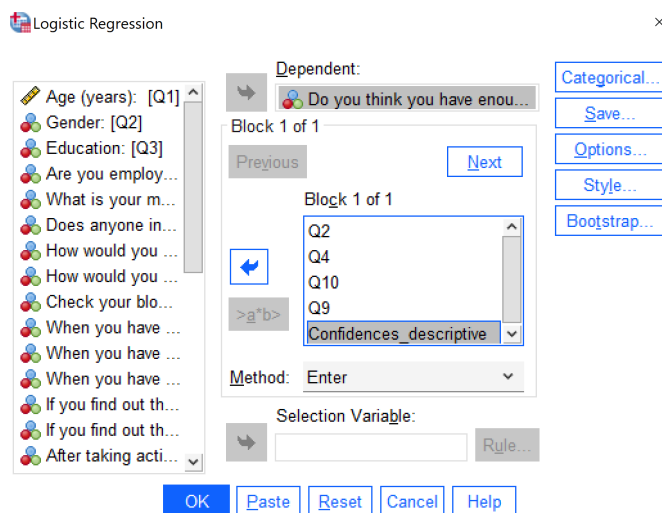 Logistic Regression
Age (years): [Q1]
Gender: [Q2]
Education: [Q3]
Are you employ...
What is your m...
Does anyone in...
How would you ...
How would you ...
Check your blo...
When you have ...
When you have ...
When you have ...
If you find out th...
If you find out th...
After taking acti...
Dependent:
Do you think you have enou...
Block 1 of 1
Previous
Next
Block 1 of 1
Q2
Q4
Q10
Q9
Confidences_descriptive
>a*b>
Method: Enter
Selection Variable:
Rule...
Categorical...
Save...
Options...
Style...
Bootstrap...
OK Paste Reset Cancel Help